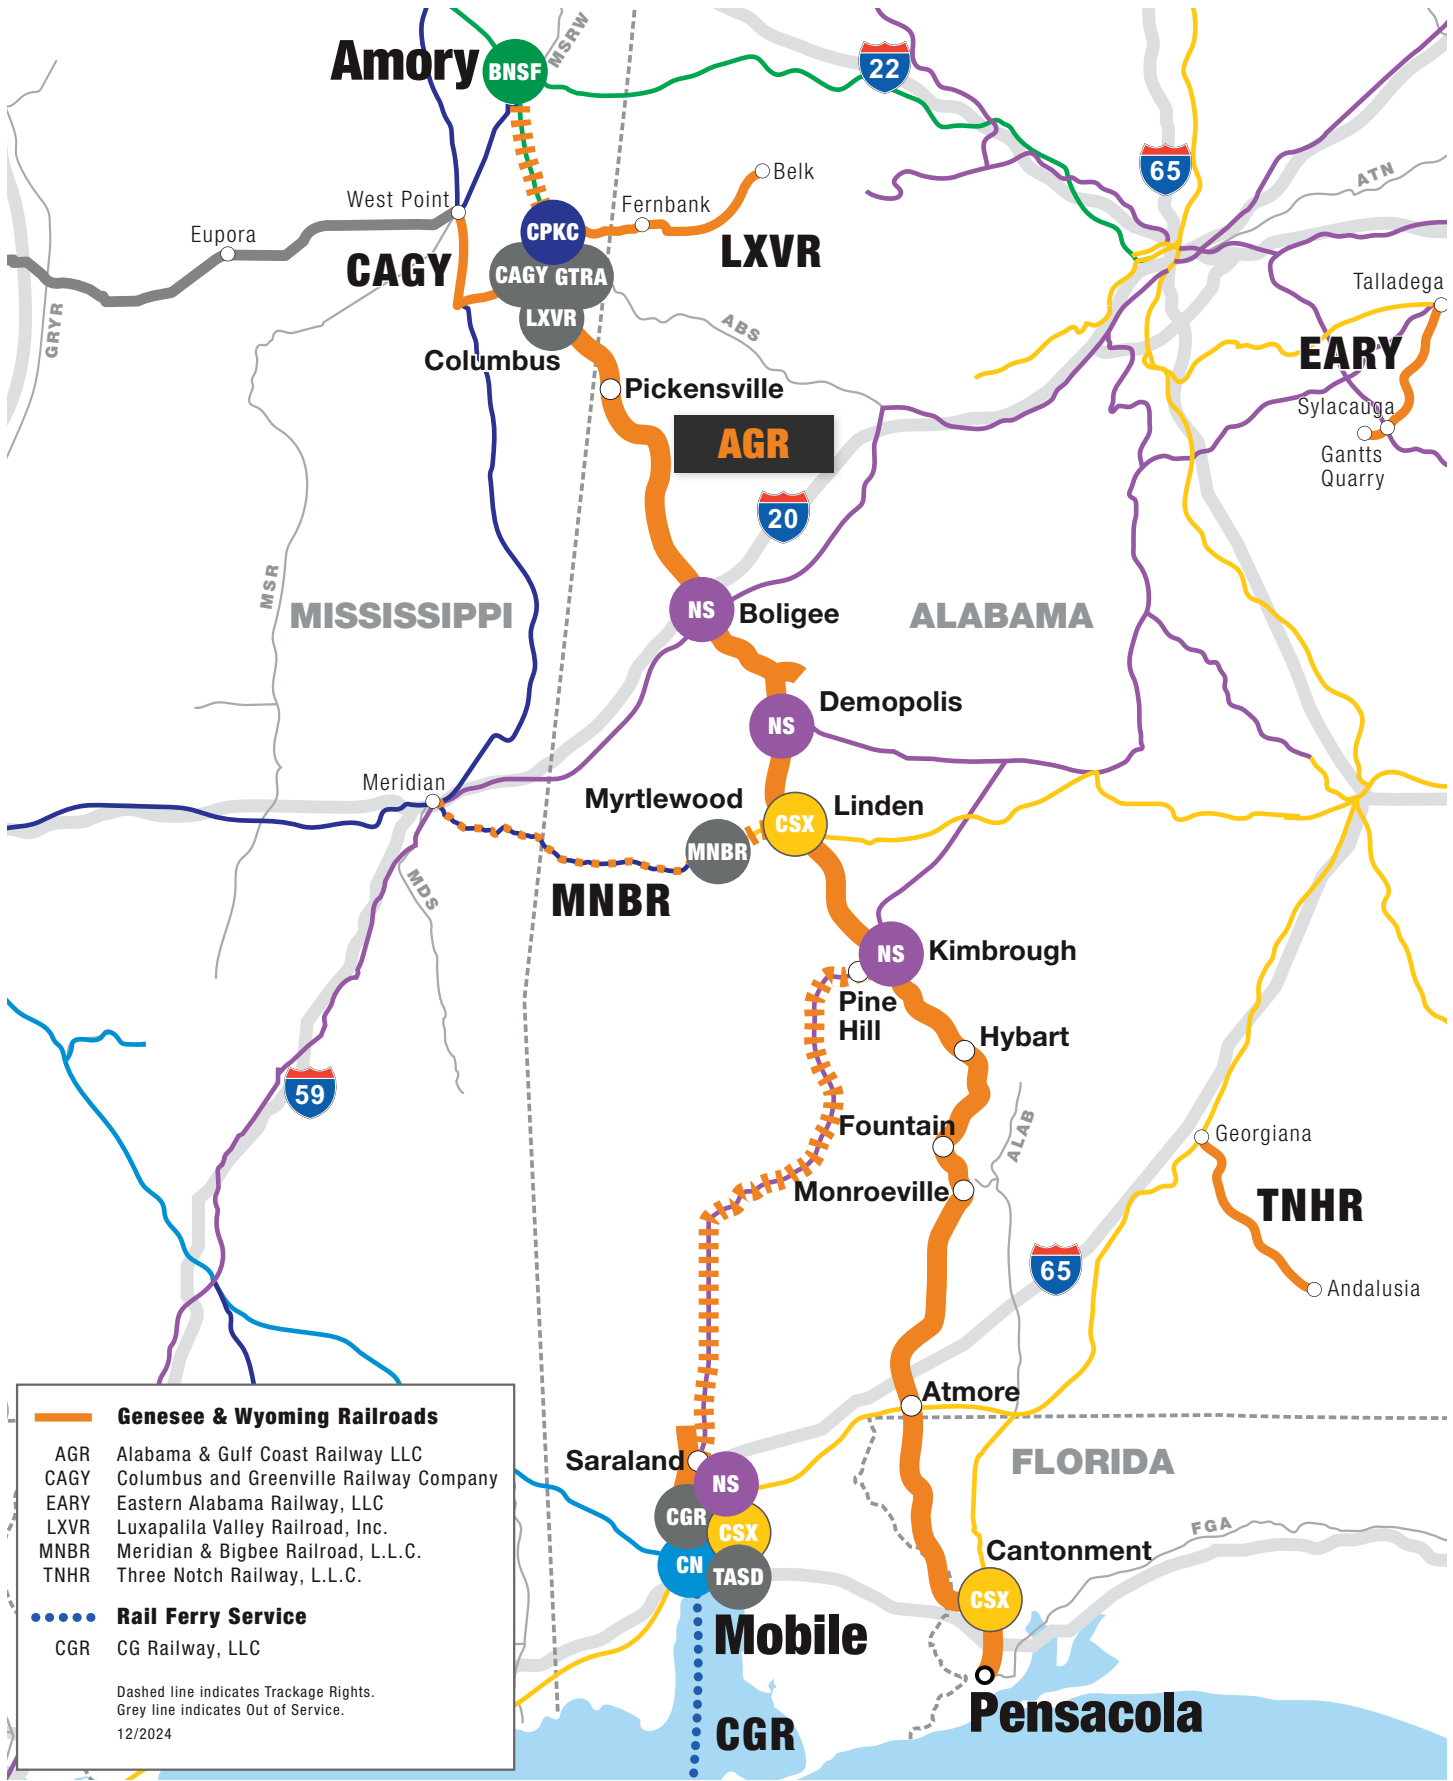 MSRW
Amory
BNSF
22
65
ATN
Belk
West Point
Fernbank
Eupora
CPKC
LXVR
CAGY
CAGY GTRA
Talladega
GRYR
LXVR
ABS
EARY
Columbus
Pickensville
Sylacauga
AGR
Gantts
Quarry
20
MSR
MISSISSIPPI
NS
Boligee
ALABAMA
Demopolis
NS
Meridian
Myrtlewood
Linden
CSX
MNBR
MDS
MNBR
NS
Kimbrough
Pine
Hill
Hybart
59
Fountain
ALAB
Georgiana
Monroeville
TNHR
65
Andalusia
Atmore
Saraland
FLORIDA
NS
CGR
CSX
FGA
Cantonment
CN
TASD
CSX
Mobile
Pensacola
CGR
Genesee & Wyoming Railroads
AGR Alabama & Gulf Coast Railway LLC
CAGY Columbus and Greenville Railway Company
EARY Eastern Alabama Railway, LLC
LXVR Luxapalila Valley Railroad, Inc.
MNBR Meridian & Bigbee Railroad, L.L.C.
TNHR Three Notch Railway, L.L.C.
Rail Ferry Service
CGR CG Railway, LLC
Dashed line indicates Trackage Rights.
Grey line indicates Out of Service.
12/2024